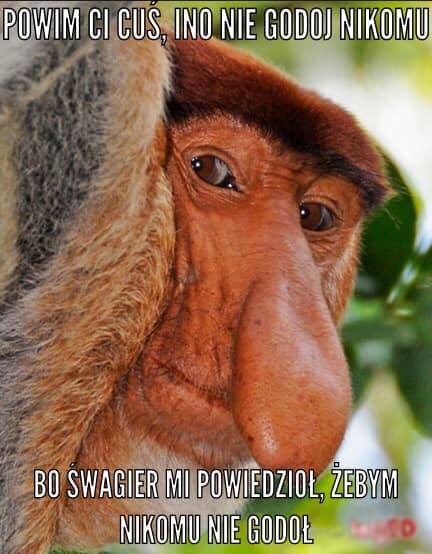 POWIM CI CUŚ, INO NIE GODOJ NIKOMU
BO ŚWAGIER MI POWIEDZIOŁ, ŻEBYM
NIKOMU NIE GODOŁ